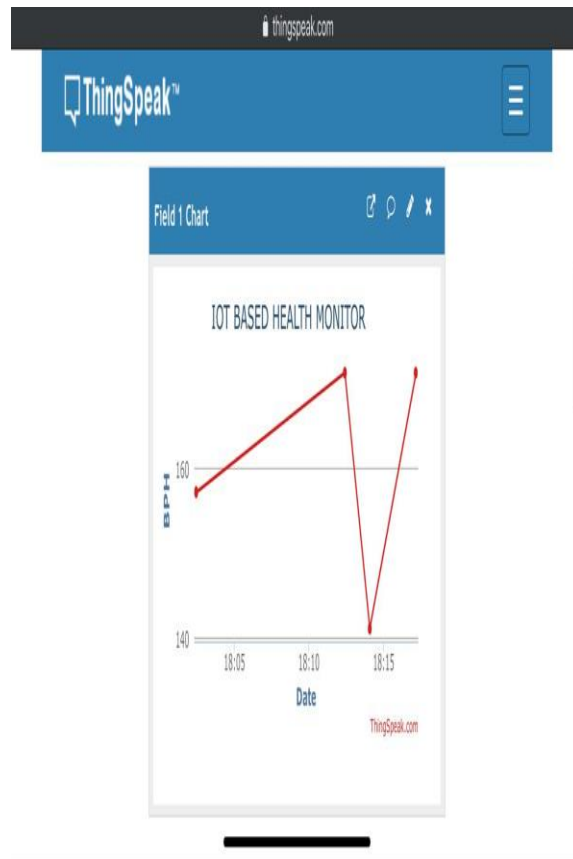 thingspeak.com
ThingSpeak™
Field 1 Chart
IOT BASED HEALTH MONITOR
160
BPH
140
18:05 18:10 18:15
Date
ThingSpeak.com